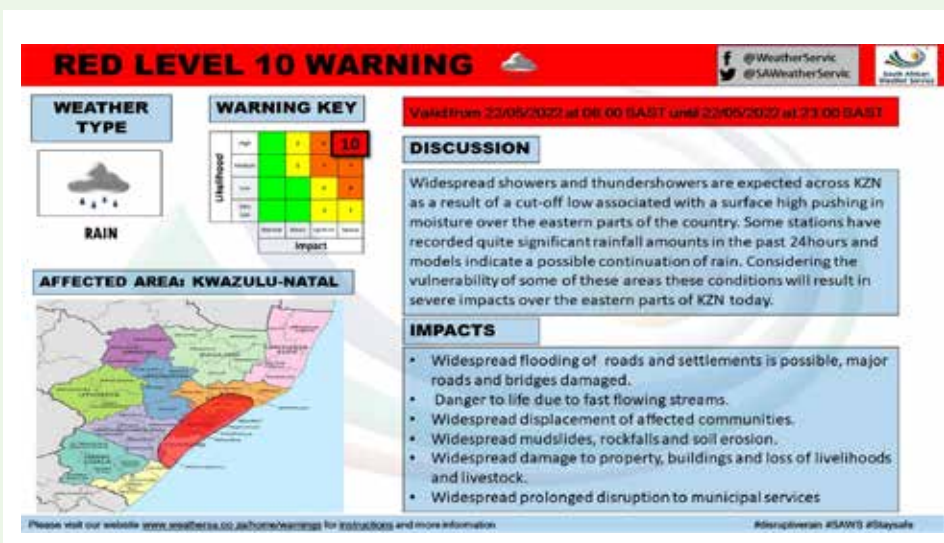 RED LEVEL 10 WARNING
@WeatherServic
@SAWeatherServic
South African
Weather Service
WEATHER
TYPE
RAIN
WARNING KEY
Likelihood
High
Medium
Low
10
Impact
Valid from 22/05/2022 at 08:00 SAST until 22/05/2022 at 23:00 SAST
DISCUSSION
Widespread showers and thundershowers are expected across KZN
as a result of a cut-off low associated with a surface high pushing in
moisture over the eastern parts of the country. Some stations have
recorded quite significant rainfall amounts in the past 24hours and
models indicate a possible continuation of rain. Considering the
vulnerability of some of these areas these conditions will result in
severe impacts over the eastern parts of KZN today.
AFFECTED AREA: KWAZULU-NATAL
IMPACTS
• Widespread flooding of roads and settlements is possible, major
roads and bridges damaged.
• Danger to life due to fast flowing streams.
• Widespread displacement of affected communities.
• Widespread mudslides, rockfalls and soil erosion.
• Widespread damage to property, buildings and loss of livelihoods
and livestock.
• Widespread prolonged disruption to municipal services
Please visit our website www.weathersa.co.za/home/warnings for instructions and more information
#disruptiverain #SAWS #Staysafe